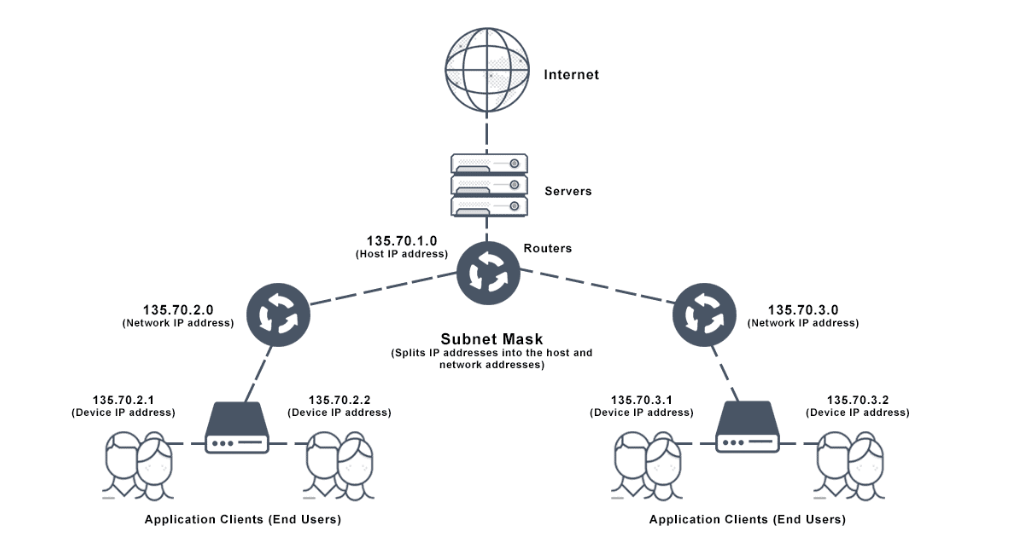 Internet
Servers
135.70.1.0
(Host IP address)
Routers
135.70.2.0
(Network IP address)
135.70.3.0
(Network IP address)
Subnet Mask
(Splits IP addresses into the host and
network addresses)
135.70.2.1
(Device IP address)
135.70.2.2
(Device IP address)
135.70.3.1
(Device IP address)
135.70.3.2
(Device IP address)
Application Clients (End Users)
Application Clients (End Users)